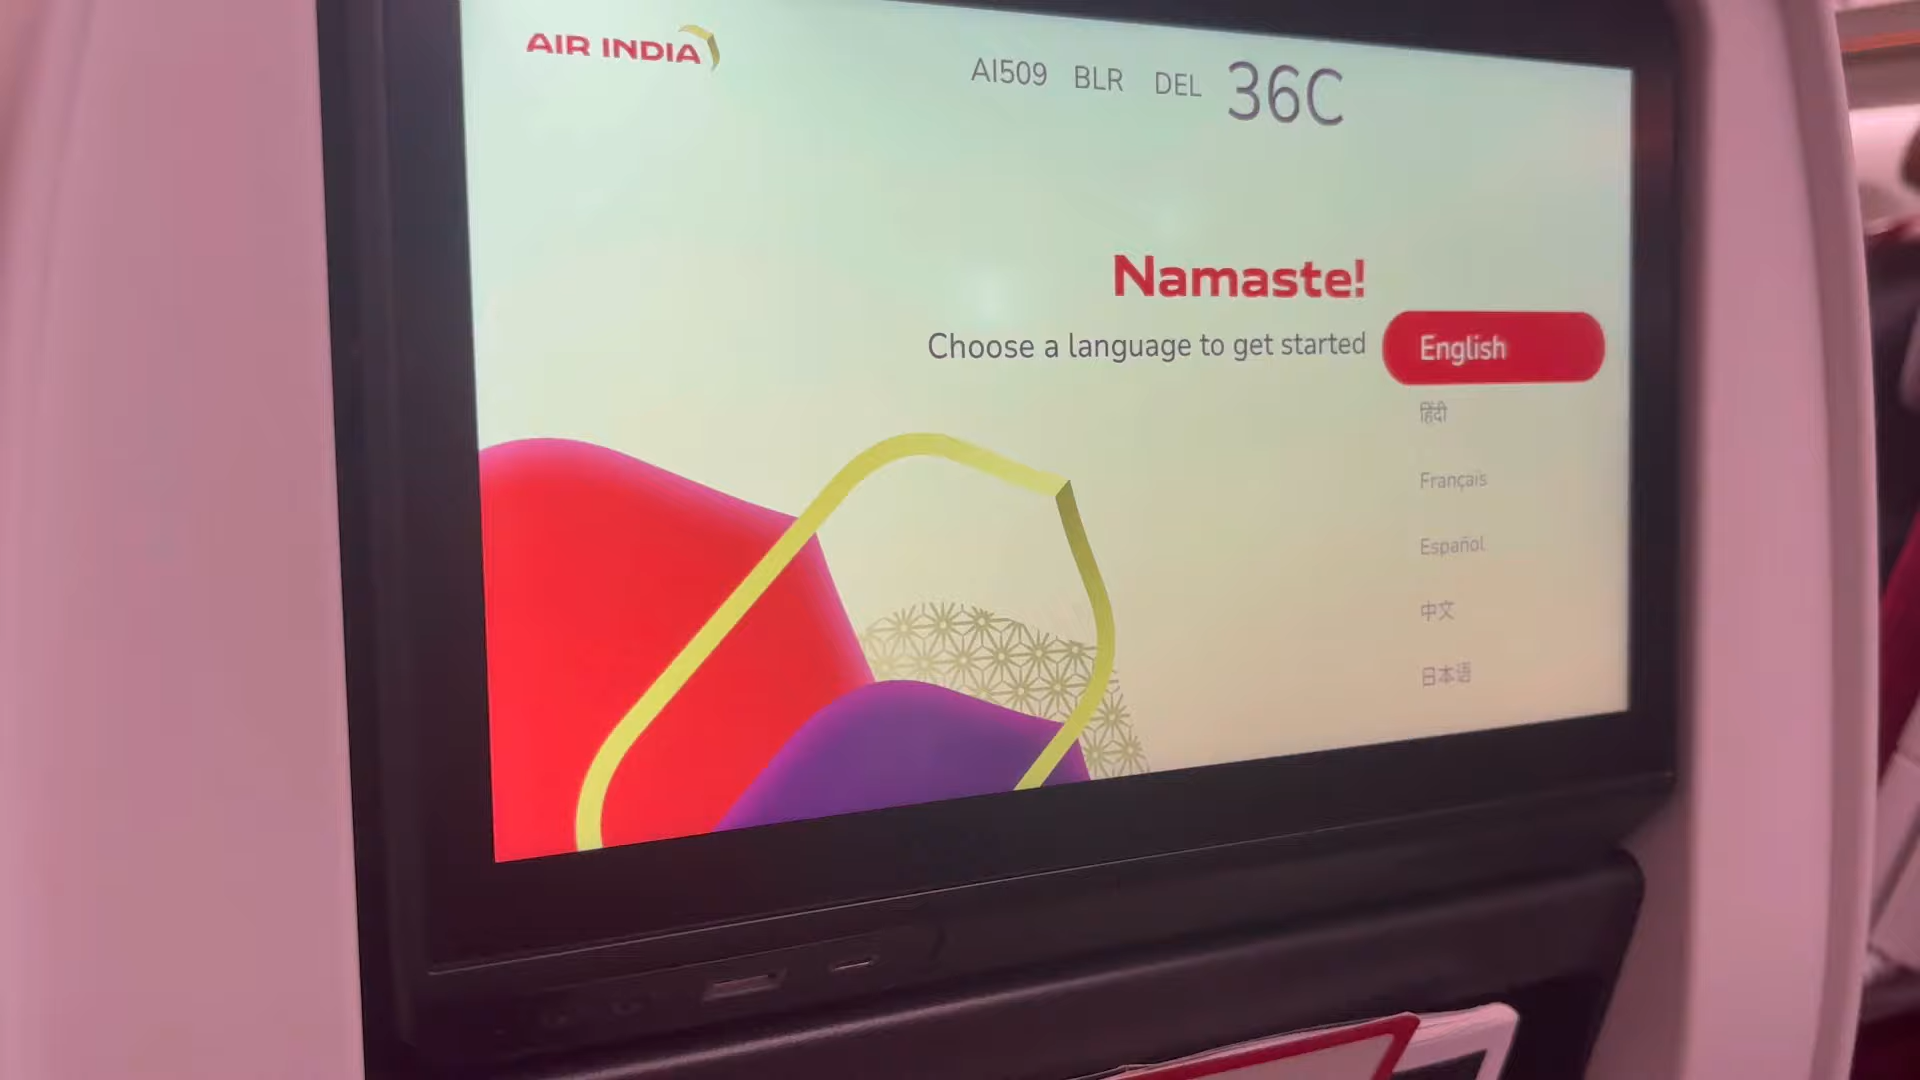 AIR INDIA
AI509 BLR DEL 36C
Namaste!
Choose a language to get started
English
हिंदी
Français
Español
中文
日本语